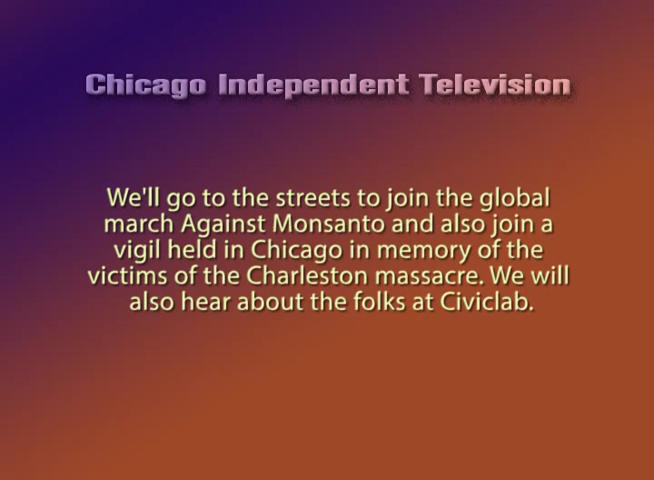 Chicago Independent Television
We'll go to the streets to join the global
march Against Monsanto and also join a
vigil held in Chicago in memory of the
victims of the Charleston massacre. We will
also hear about the folks at Civiclab.